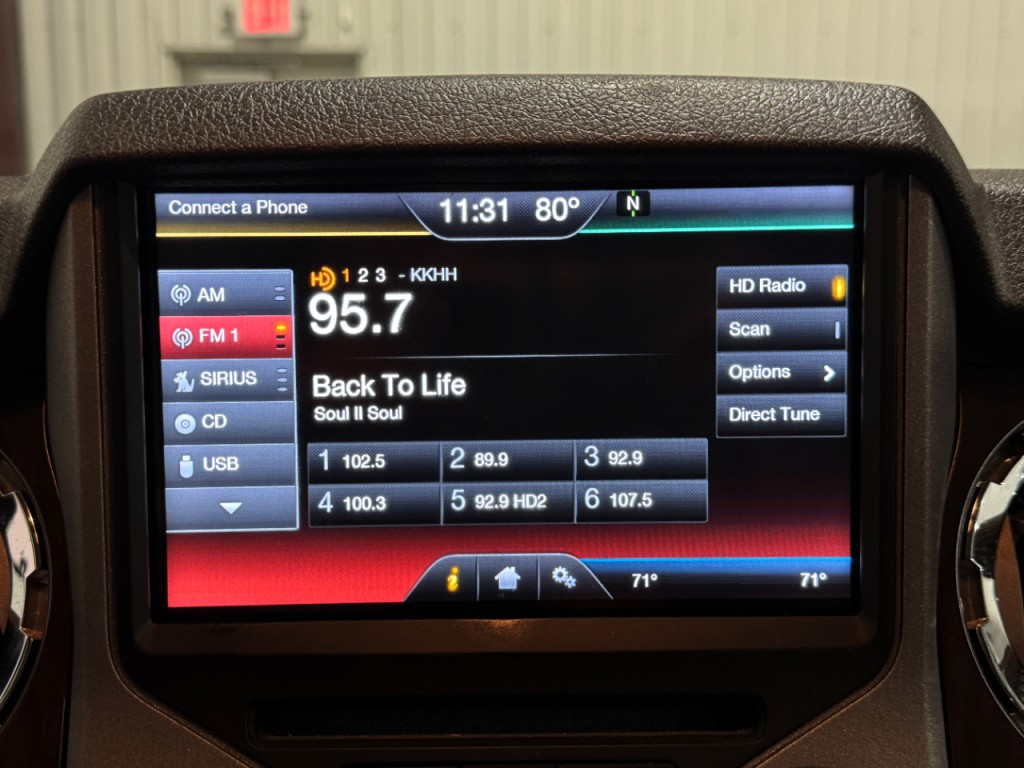 EXIT
Connect a Phone
11:31 80° N
HD 1 2 3 - KKHH
95.7
Back To Life
Soul II Soul
AM
FM 1
SIRIUS
CD
USB
HD Radio
Scan
Options
Direct Tune
1 102.5 2 89.9 3 92.9
4 100.3 5 92.9 HD2 6 107.5
i 71° 71°